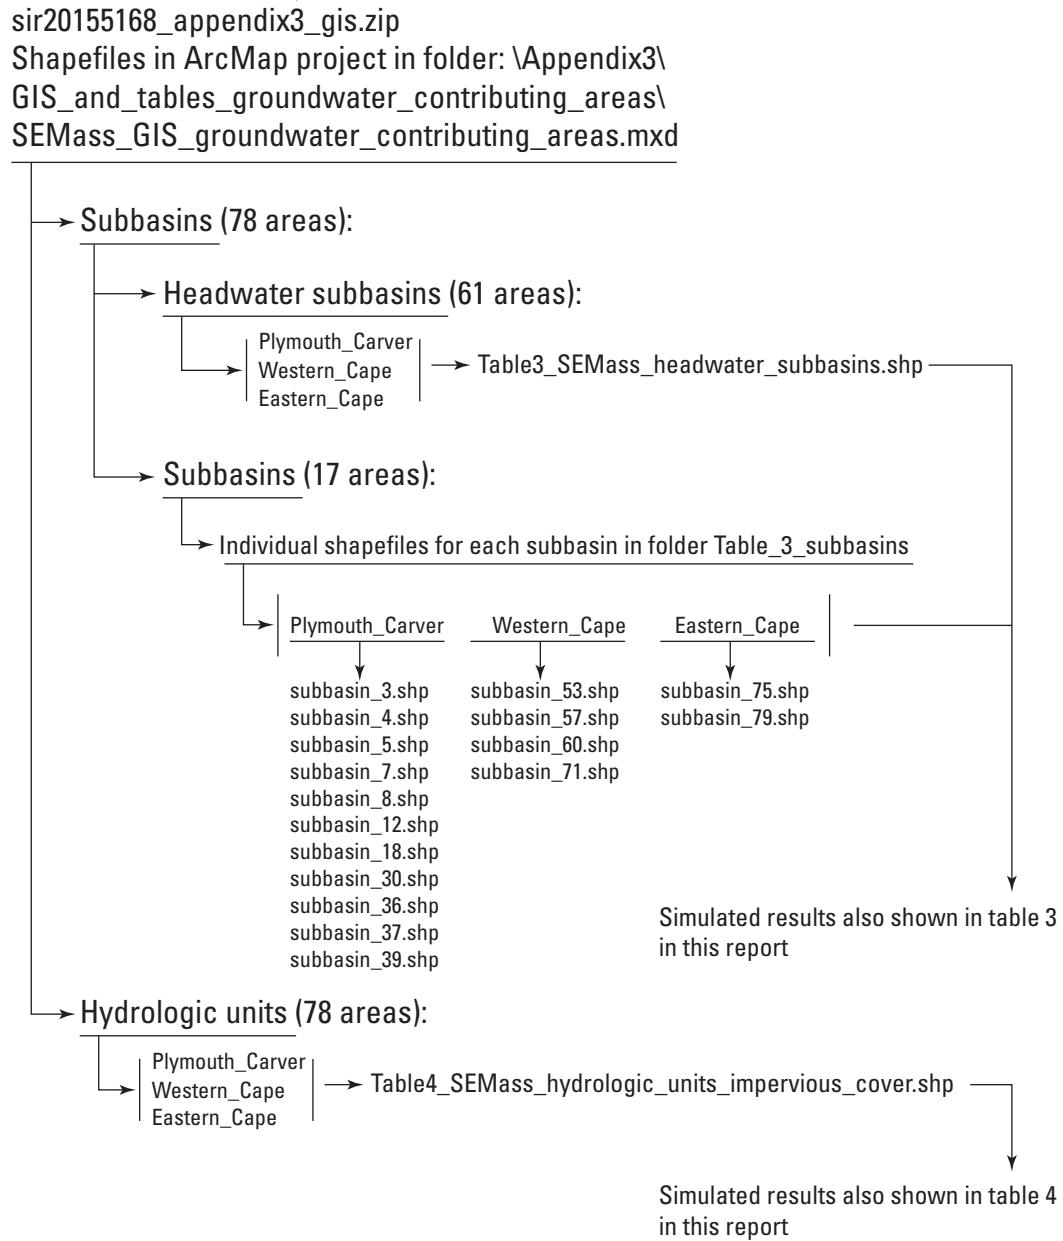 sir20155168_appendix3_gis.zip
Shapefiles in ArcMap project in folder: \Appendix3\
GIS_and_tables_groundwater_contributing_areas\
SEMass_GIS_groundwater_contributing_areas.mxd
Subbasins (78 areas):
Headwater subbasins (61 areas):
Plymouth_Carver
Western_Cape
Eastern_Cape
Table3_SEMass_headwater_subbasins.shp
Subbasins (17 areas):
Individual shapefiles for each subbasin in folder Table_3_subbasins
Plymouth_Carver
subbasin_3.shp
subbasin_4.shp
subbasin_5.shp
subbasin_7.shp
subbasin_8.shp
subbasin_12.shp
subbasin_18.shp
subbasin_30.shp
subbasin_36.shp
subbasin_37.shp
subbasin_39.shp
Western_Cape
subbasin_53.shp
subbasin_57.shp
subbasin_60.shp
subbasin_71.shp
Eastern_Cape
subbasin_75.shp
subbasin_79.shp
Simulated results also shown in table 3
in this report
Hydrologic units (78 areas):
Plymouth_Carver
Western_Cape
Eastern_Cape
Table4_SEMass_hydrologic_units_impervious_cover.shp
Simulated results also shown in table 4
in this report